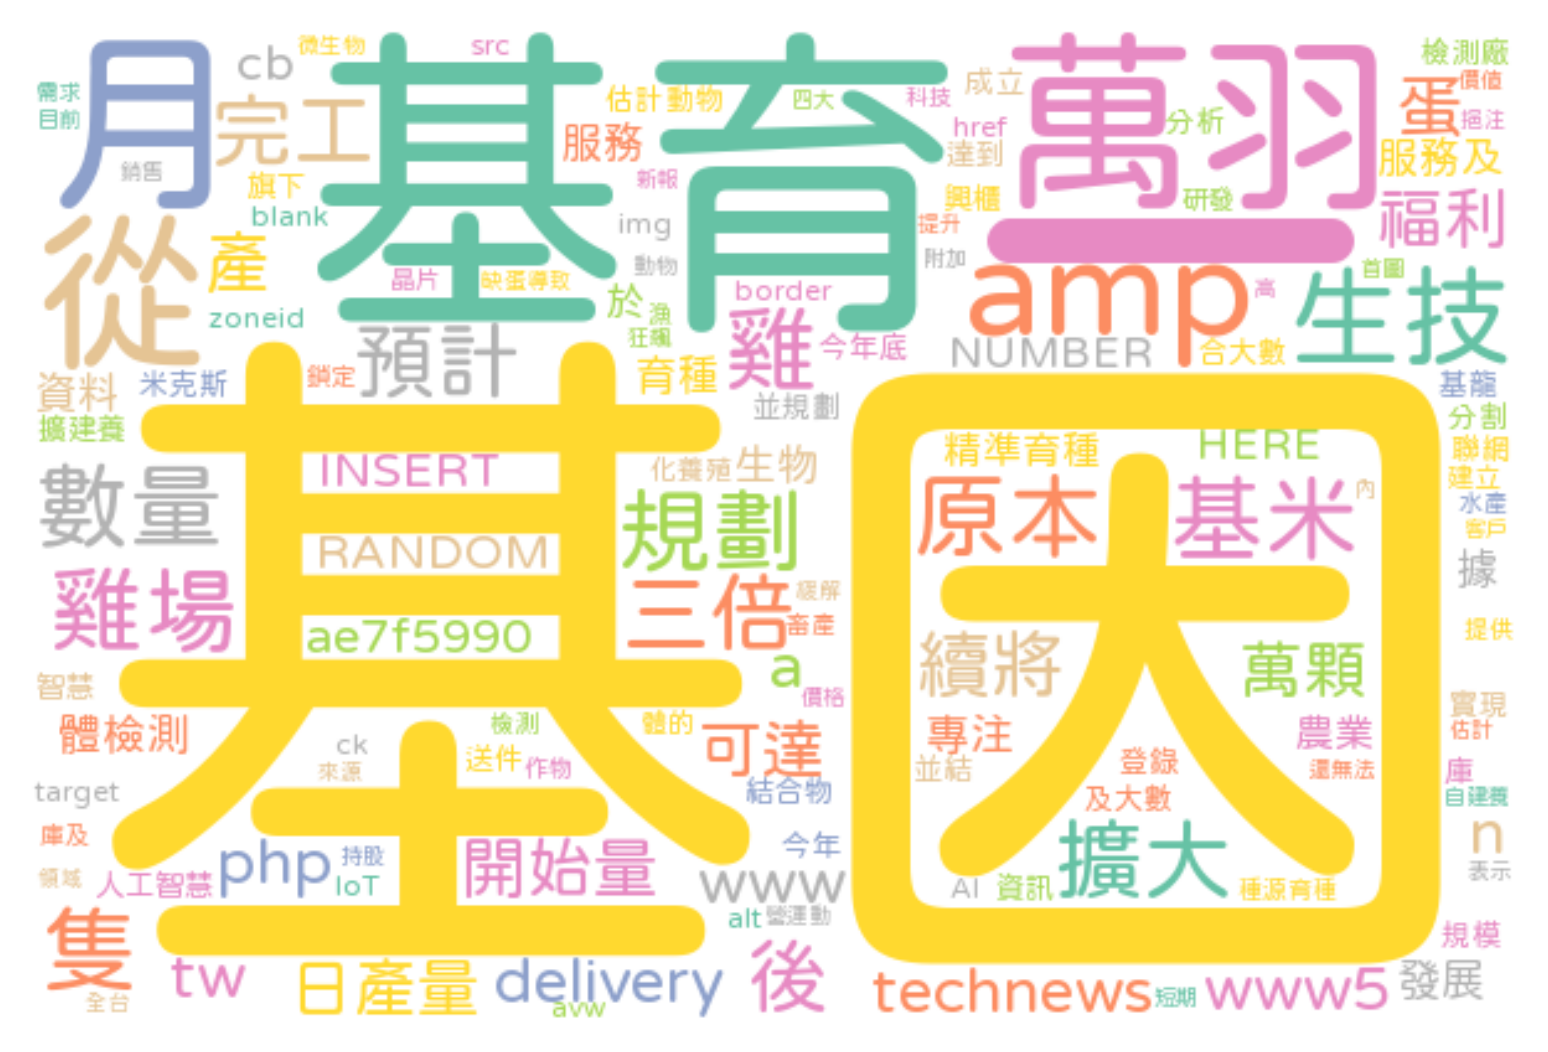 月
基育
萬羽
cb
微生物
src
需求
目前
完工
銷售
旗下
blank
估計動物
服務
新報
四大
科技
成立
href
達到
分析
檢測廠
價值
蛋
挹注
服務及
興櫃
研發
福利
提升
附加
img
動物
從
產
zoneid
晶片
缺蛋導致
於
漁
狂飆
border
雞
今年底
amp
高
首圖
生技
NUMBER
合大數
預計
鎖定
育種
並規劃
資料
米克斯
擴建養
基龍
分割
聯網
建立
水產
客戶
據
提供
基因
INSERT
RANDOM
ae7f5990
數量
雞場
化養殖
生物
規劃
三倍
緩解
畜產
a
價格
精準育種
HERE
原本
基米
內
續將
萬顆
專注
農業
並結
登錄
還無法
及大數
擴大
AI
資訊
種源育種
智慧
體檢測
target
庫及
領域
人工智慧
ck
來源
檢測
送件
作物
體的
可達
結合物
今年
php
持股
IoT
開始量
www
alt
營運動
實現
估計
庫
自建養
n
表示
規模
隻
全台
tw
日產量
delivery
avw
後
technews
短期
www5
發展